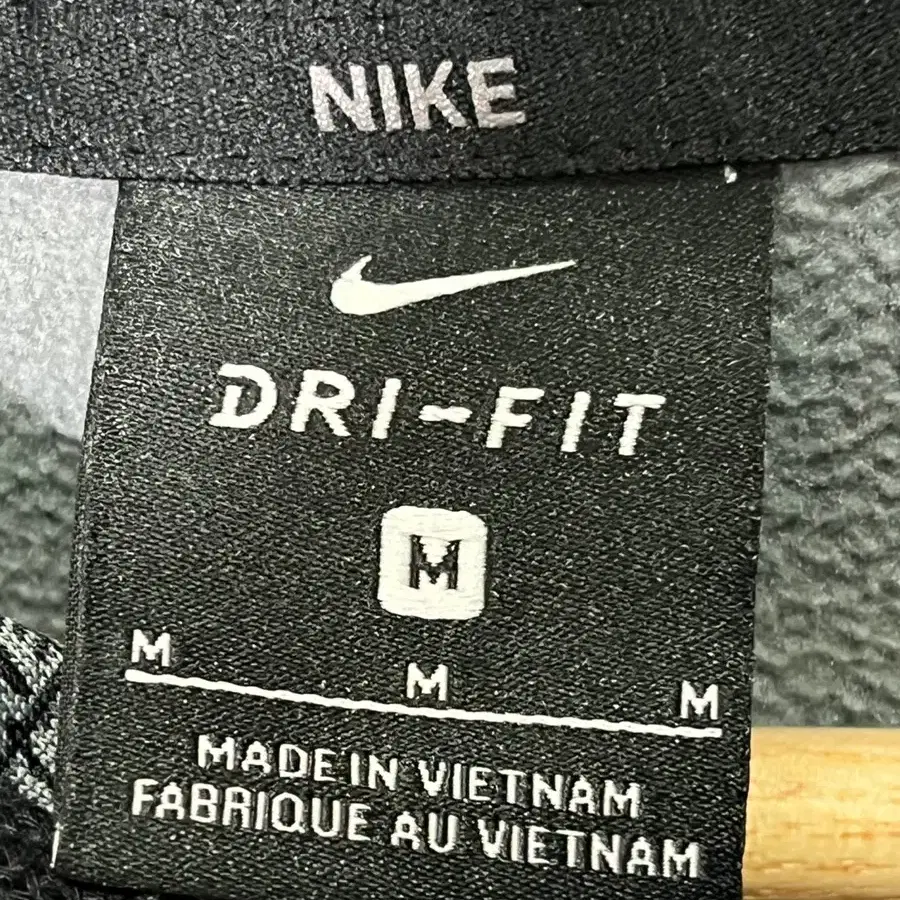 NIKE
DRI-FIT
M
M M M
MADE IN VIETNAM
FABRIQUE AU VIETNAM